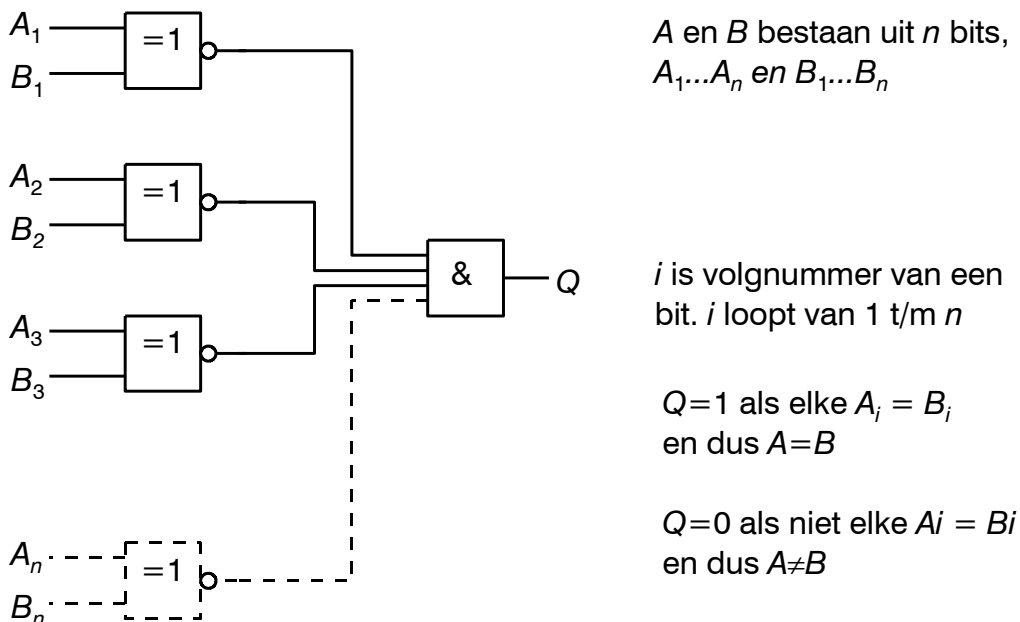 A₁
=1
B₁
A₂
=1
B₂
A₃
=1
B₃
Aₙ
=1
Bₙ
&
Q
A en B bestaan uit n bits,
A₁...Aₙ en B₁...Bₙ
i is volgnummer van een
bit. i loopt van 1 t/m n
Q=1 als elke Aᵢ = Bᵢ
en dus A=B
Q=0 als niet elke Ai = Bi
en dus A≠B